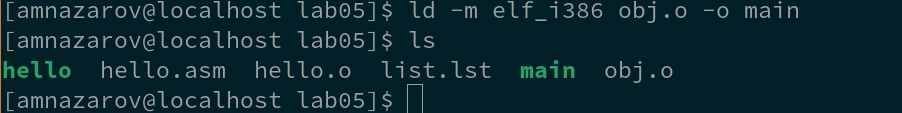 [amnazarov@localhost lab05]$ ld -m elf_i386 obj.o -o main
[amnazarov@localhost lab05]$ ls
hello  hello.asm  hello.o  list.lst  main  obj.o
[amnazarov@localhost lab05]$